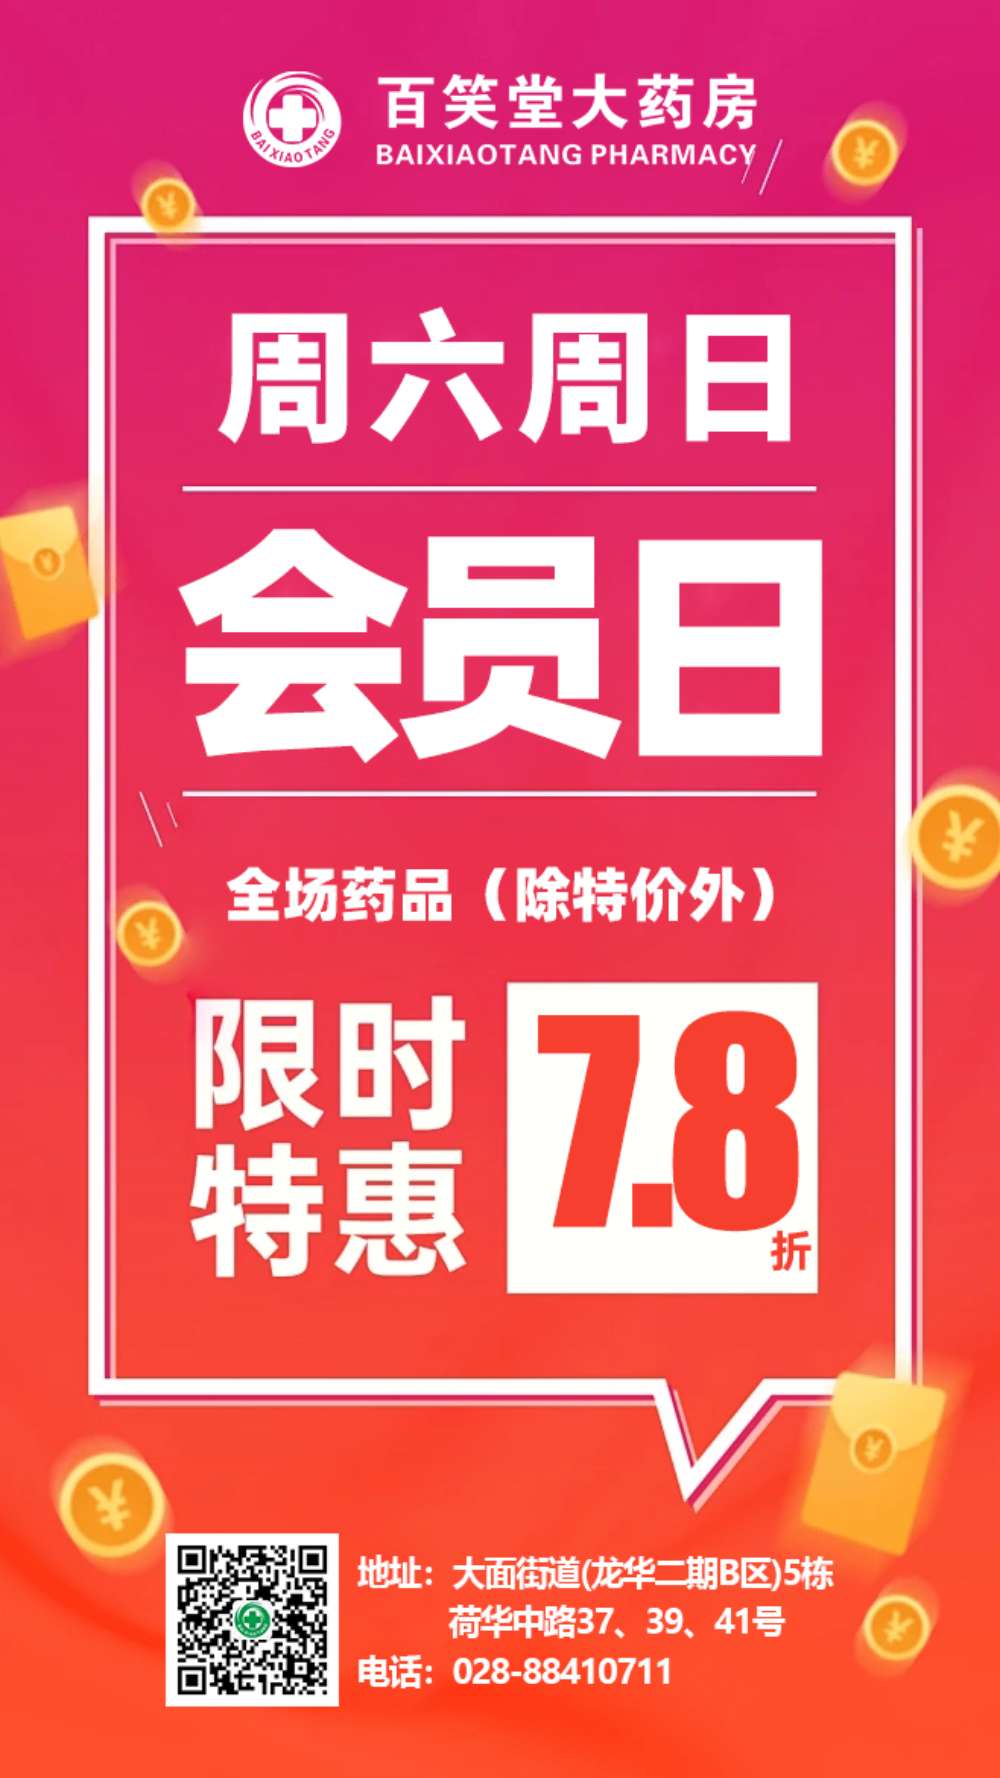 百笑堂大药房
BAIXIAOTANG PHARMACY
BAIXIAOTANG
周六周日
会员日
全场药品（除特价外）
限时
特惠
7.8
折
地址：大面街道(龙华二期B区)5栋
荷华中路37、39、41号
电话：028-88410711